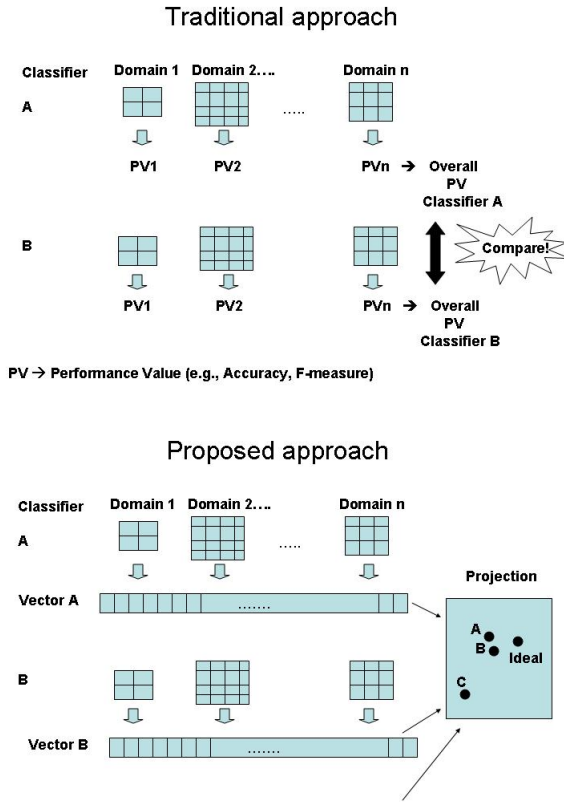 Traditional approach
Classifier Domain 1 Domain 2.... Domain n
A
.....
PV1 PV2 PVn → Overall
PV
Classifier A
B
Compare!
PV1 PV2 PVn → Overall
PV
Classifier B
PV → Performance Value (e.g., Accuracy, F-measure)
Proposed approach
Classifier Domain 1 Domain 2.... Domain n
A
.....
Projection
Vector A .......
A
B
Ideal
C
B
Vector B .......